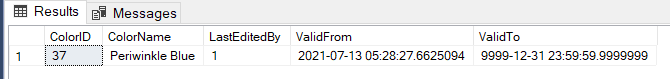 Results Messages
ColorID ColorName LastEditedBy ValidFrom ValidTo
1 37 Periwinkle Blue 1 2021-07-13 05:28:27.6625094 9999-12-31 23:59:59.9999999